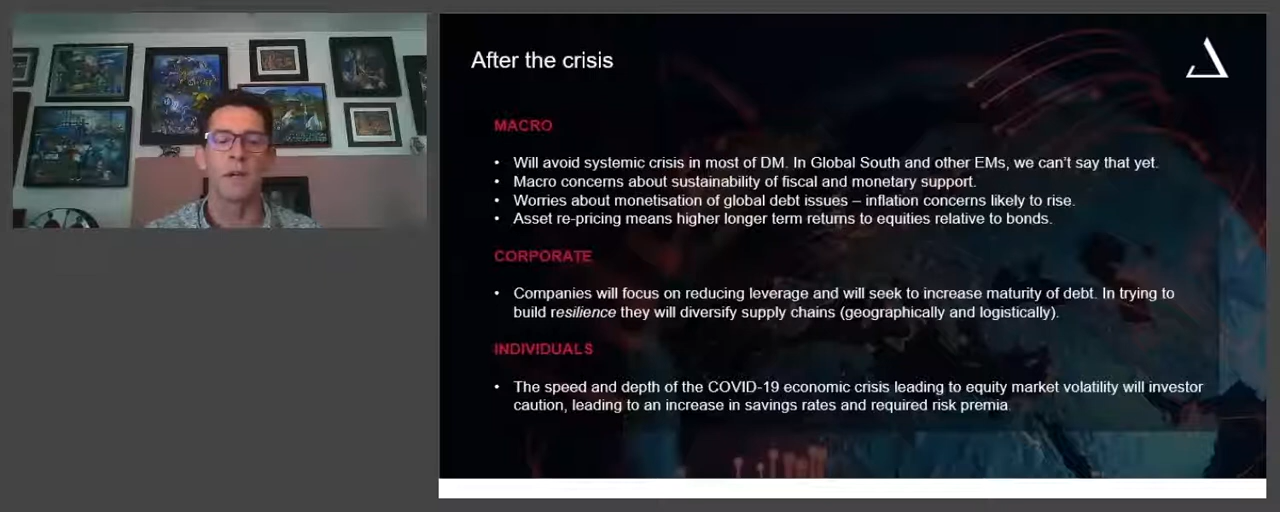 After the crisis
MACRO
• Will avoid systemic crisis in most of DM. In Global South and other EMs, we can't say that yet.
• Macro concerns about sustainability of fiscal and monetary support.
• Worries about monetisation of global debt issues – inflation concerns likely to rise.
• Asset re-pricing means higher longer term returns to equities relative to bonds.
CORPORATE
• Companies will focus on reducing leverage and will seek to increase maturity of debt. In trying to
build resilience they will diversify supply chains (geographically and logistically).
INDIVIDUALS
• The speed and depth of the COVID-19 economic crisis leading to equity market volatility will investor
caution, leading to an increase in savings rates and required risk premia.